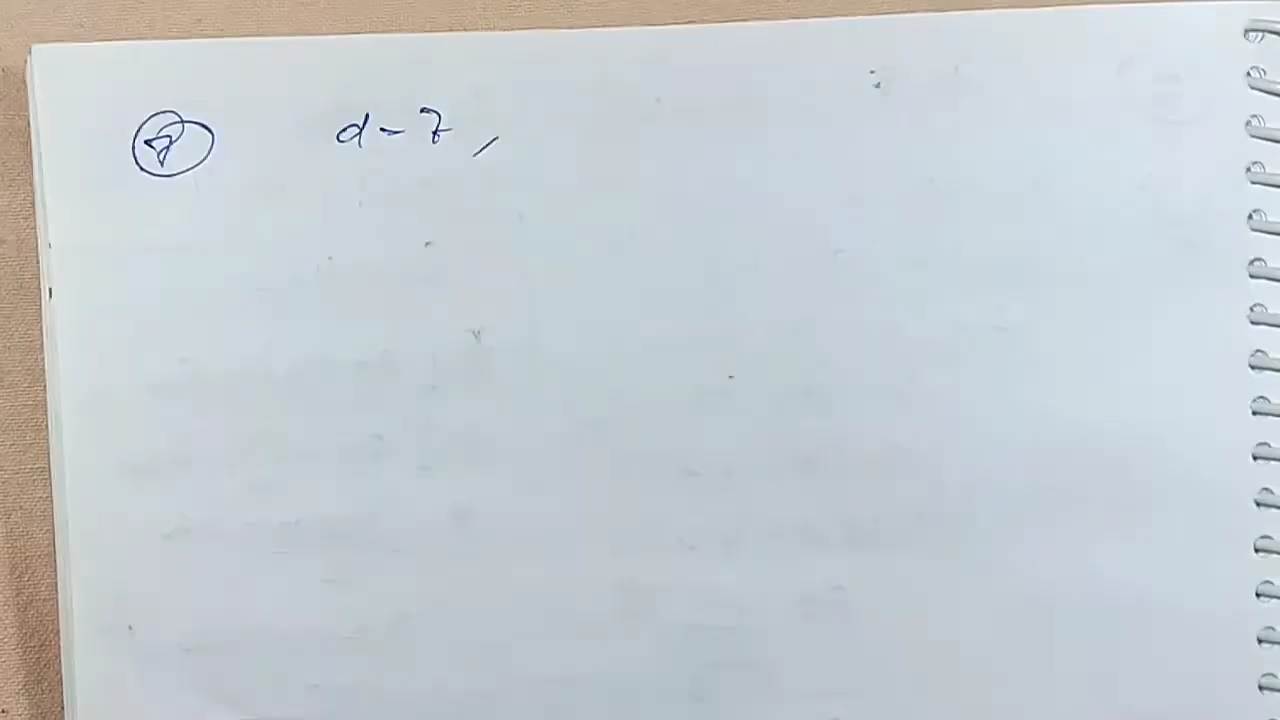 ⑦ d - 7,